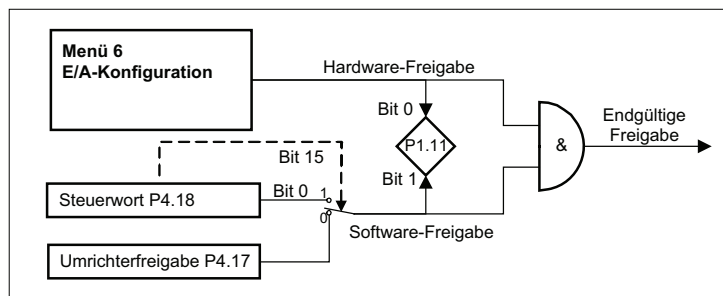 Menü 6
E/A-Konfiguration
Hardware-Freigabe
Bit 0
P1.11
Bit 1
&
Endgültige
Freigabe
Bit 15
Steuerwort P4.18
Bit 0
1
0
Software-Freigabe
Umrichterfreigabe P4.17